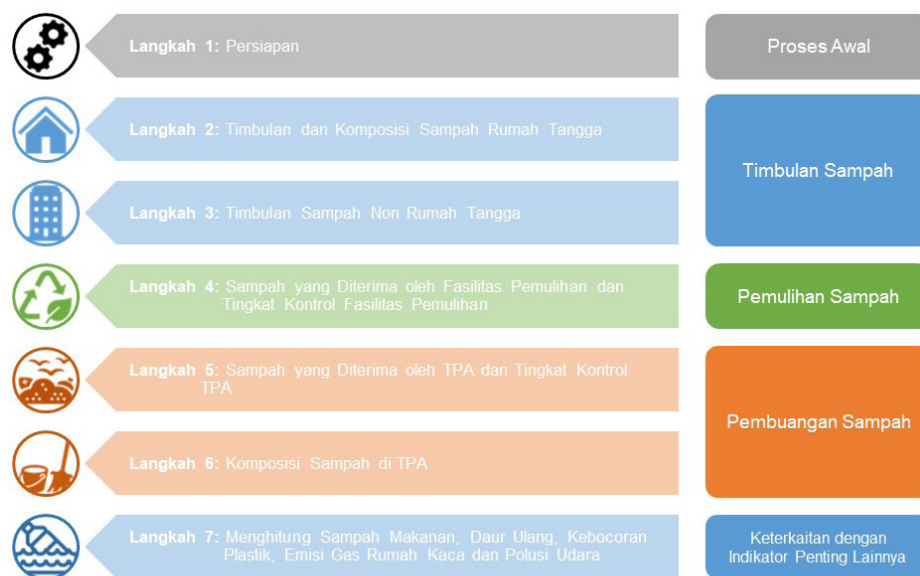 Langkah 1: Persiapan
Proses Awal
Langkah 2: Timbulan dan Komposisi Sampah Rumah Tangga
Timbulan Sampah
Langkah 3: Timbulan Sampah Non Rumah Tangga
Langkah 4: Sampah yang Diterima oleh Fasilitas Pemulihan dan
Tingkat Kontrol Fasilitas Pemulihan
Pemulihan Sampah
Langkah 5: Sampah yang Diterima oleh TPA dan Tingkat Kontrol
TPA
Pembuangan Sampah
Langkah 6: Komposisi Sampah di TPA
Langkah 7: Menghitung Sampah Makanan, Daur Ulang, Kebocoran
Plastik, Emisi Gas Rumah Kaca dan Polusi Udara
Keterkaitan dengan
Indikator Penting Lainnya